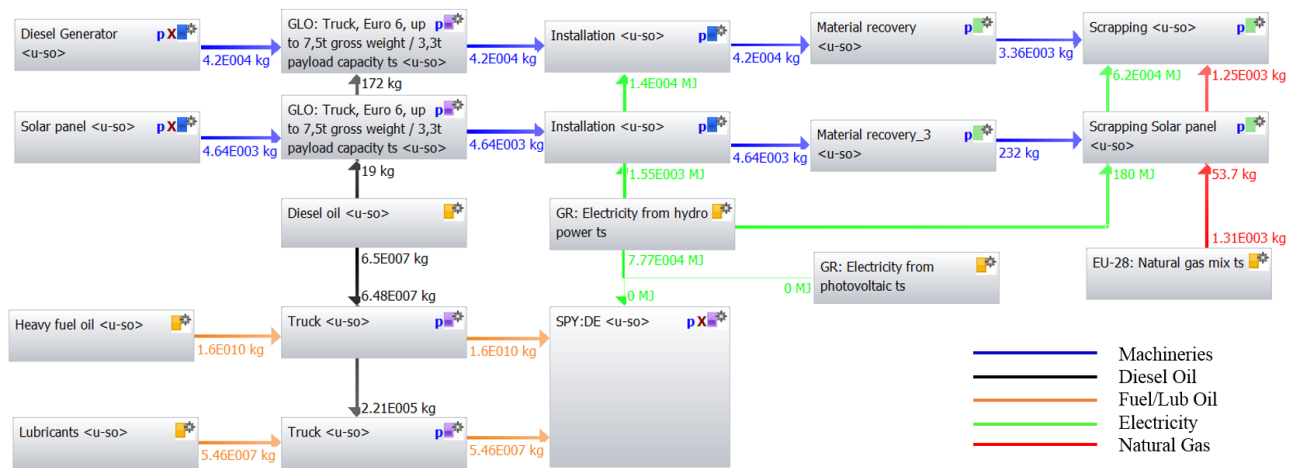 Diesel Generator
<u-so>
pX
4.2E004 kg
GLO: Truck, Euro 6, up
to 7,5t gross weight / 3,3t
payload capacity ts <u-so>
p
4.2E004 kg
Installation <u-so>
p
4.2E004 kg
Material recovery
<u-so>
p
3.36E003 kg
Scrapping <u-so>
p
172 kg
1.4E004 MJ
6.2E004 MJ
1.25E003 kg
Solar panel <u-so>
pX
4.64E003 kg
GLO: Truck, Euro 6, up
to 7,5t gross weight / 3,3t
payload capacity ts <u-so>
p
4.64E003 kg
Installation <u-so>
p
4.64E003 kg
Material recovery_3
<u-so>
p
232 kg
Scrapping Solar panel
<u-so>
p
19 kg
1.55E003 MJ
180 MJ
53.7 kg
Diesel oil <u-so>
GR: Electricity from hydro
power ts
1.31E003 kg
6.5E007 kg
7.77E004 MJ
GR: Electricity from
photovoltaic ts
EU-28: Natural gas mix ts
6.48E007 kg
0 MJ
0 MJ
Heavy fuel oil <u-so>
1.6E010 kg
Truck <u-so>
p
1.6E010 kg
SPY:DE <u-so>
pX
2.21E005 kg
Lubricants <u-so>
5.46E007 kg
Truck <u-so>
p
5.46E007 kg
Machineries
Diesel Oil
Fuel/Lub Oil
Electricity
Natural Gas